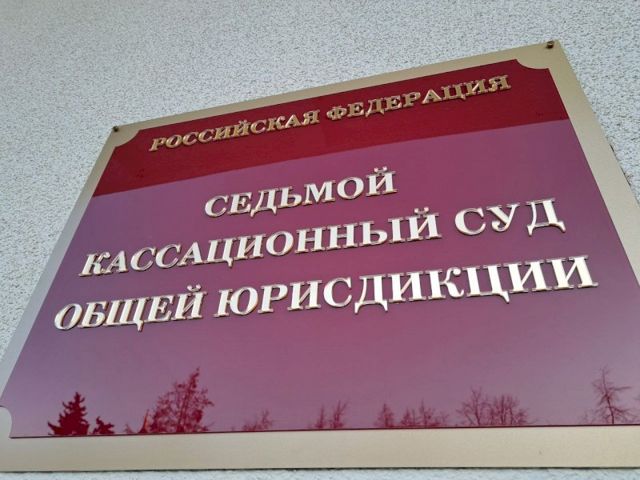 РОССИЙСКАЯ ФЕДЕРАЦИЯ
СЕДЬМОЙ
КАССАЦИОННЫЙ СУД
ОБЩЕЙ ЮРИСДИКЦИИ